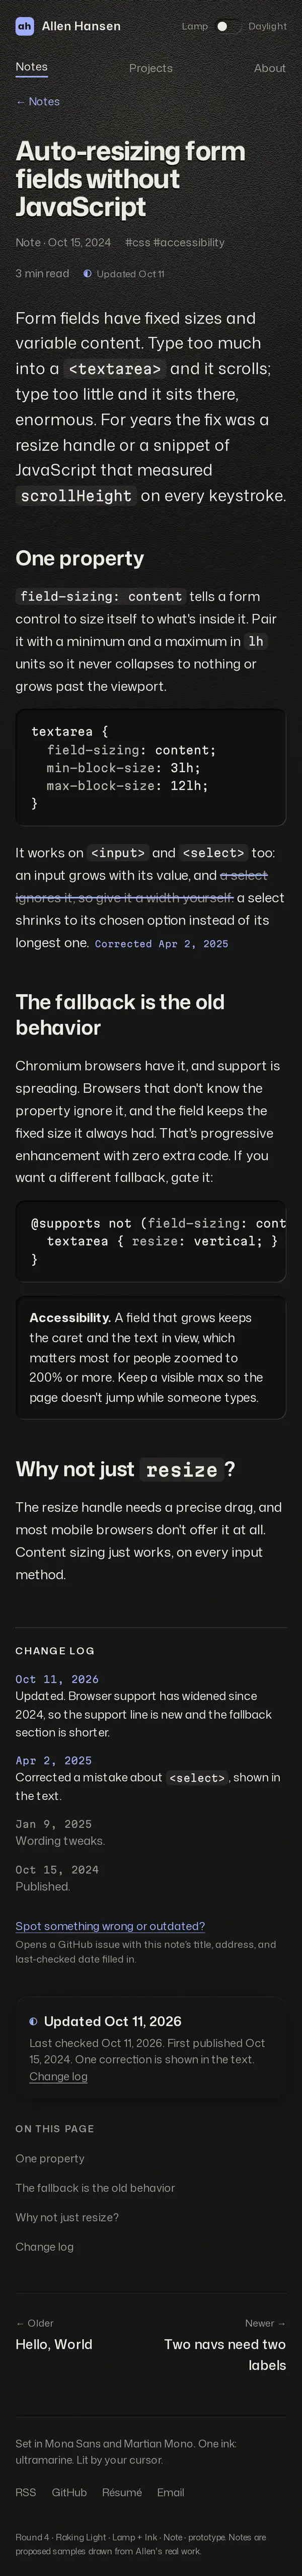 ah Allen Hansen
Lamp Daylight
Notes Projects About
← Notes
Auto-resizing form
fields without
JavaScript
Note · Oct 15, 2024 #css #accessibility
3 min read Updated Oct 11
Form fields have fixed sizes and
variable content. Type too much
into a <textarea> and it scrolls;
type too little and it sits there,
enormous. For years the fix was a
resize handle or a snippet of
JavaScript that measured
scrollHeight on every keystroke.
One property
field-sizing: content tells a form
control to size itself to what's inside it. Pair
it with a minimum and a maximum in lh
units so it never collapses to nothing or
grows past the viewport.
textarea {
field-sizing: content;
min-block-size: 3lh;
max-block-size: 12lh;
}
It works on <input> and <select> too:
an input grows with its value, and a select
ignores it, so give it a width yourself. a select
shrinks to its chosen option instead of its
longest one. Corrected Apr 2, 2025
The fallback is the old
behavior
Chromium browsers have it, and support is
spreading. Browsers that don't know the
property ignore it, and the field keeps the
fixed size it always had. That's progressive
enhancement with zero extra code. If you
want a different fallback, gate it:
@supports not (field-sizing: cont
textarea { resize: vertical; }
}
Accessibility. A field that grows keeps
the caret and the text in view, which
matters most for people zoomed to
200% or more. Keep a visible max so the
page doesn't jump while someone types.
Why not just resize?
The resize handle needs a precise drag, and
most mobile browsers don't offer it at all.
Content sizing just works, on every input
method.
CHANGE LOG
Oct 11, 2026
Updated. Browser support has widened since
2024, so the support line is new and the fallback
section is shorter.
Apr 2, 2025
Corrected a mistake about <select>, shown in
the text.
Jan 9, 2025
Wording tweaks.
Oct 15, 2024
Published.
Spot something wrong or outdated?
Opens a GitHub issue with this note's title, address, and
last-checked date filled in.
Updated Oct 11, 2026
Last checked Oct 11, 2026. First published Oct
15, 2024. One correction is shown in the text.
Change log
ON THIS PAGE
One property
The fallback is the old behavior
Why not just resize?
Change log
← Older Newer →
Hello, World Two navs need two
labels
Set in Mona Sans and Martian Mono. One ink:
ultramarine. Lit by your cursor.
RSS GitHub Résumé Email
Round 4 · Raking Light · Lamp + Ink · Note · prototype. Notes are
proposed samples drawn from Allen's real work.